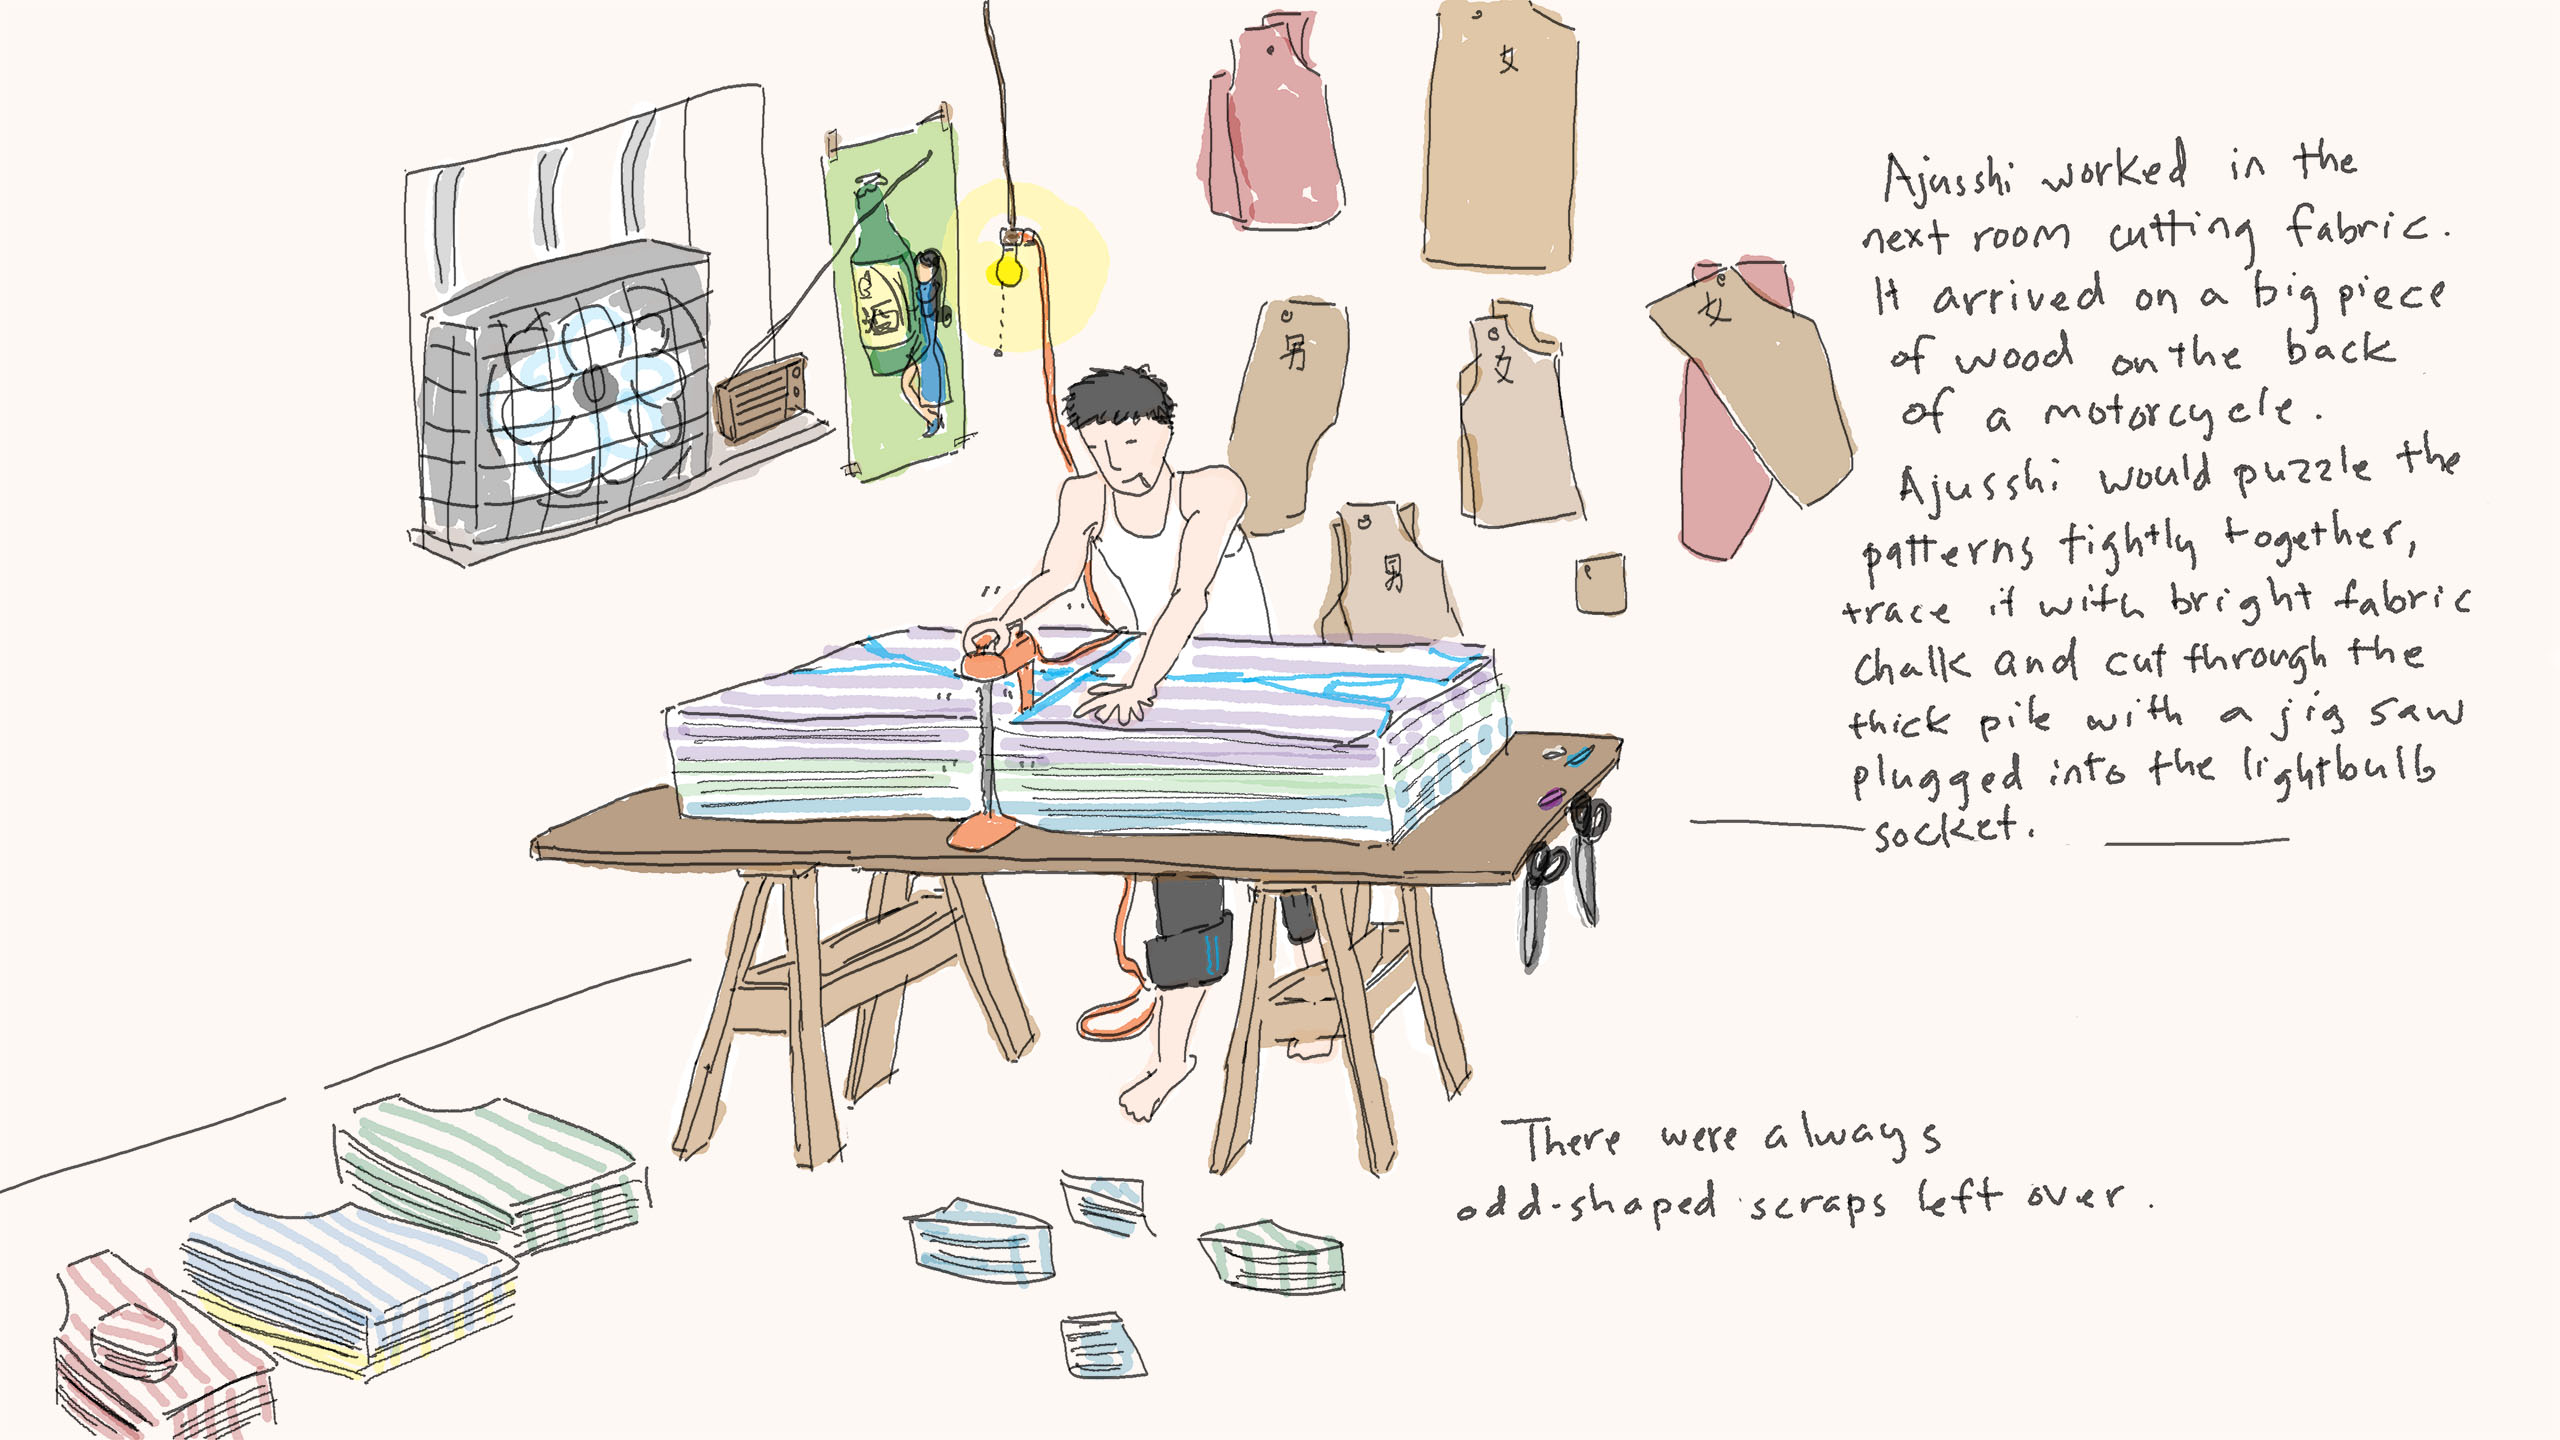 女
男
女
女
男
Ajusshi worked in the
next room cutting fabric.
It arrived on a big piece
of wood on the back
of a motorcycle.
Ajusshi would puzzle the
patterns tightly together,
trace it with bright fabric
chalk and cut through the
thick pile with a jig saw
plugged into the lightbulb
socket.
There were always
odd-shaped scraps left over.